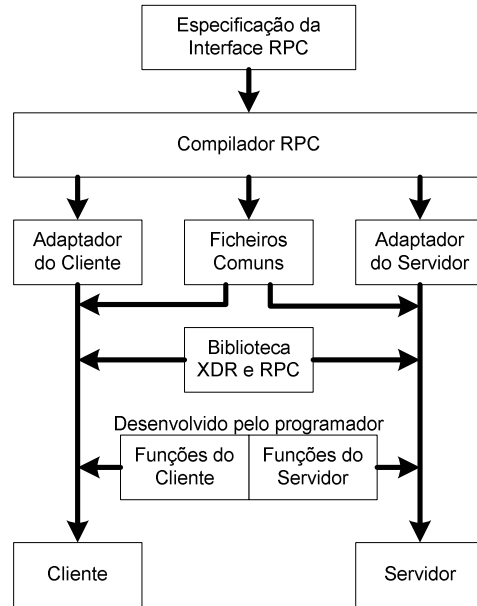 Especificação da
Interface RPC
Compilador RPC
Adaptador
do Cliente
Ficheiros
Comuns
Adaptador
do Servidor
Biblioteca
XDR e RPC
Desenvolvido pelo programador
Funções do
Cliente
Funções do
Servidor
Cliente
Servidor